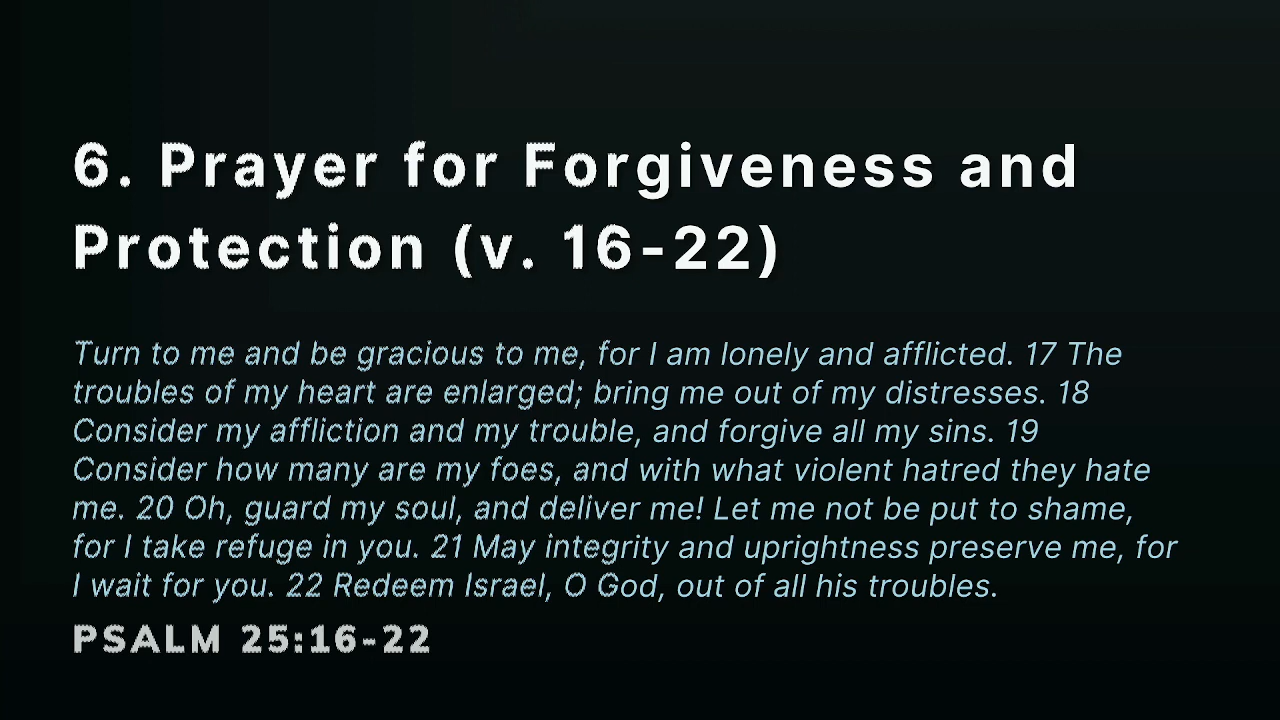 6. Prayer for Forgiveness and
Protection (v. 16-22)
Turn to me and be gracious to me, for I am lonely and afflicted. 17 The
troubles of my heart are enlarged; bring me out of my distresses. 18
Consider my affliction and my trouble, and forgive all my sins. 19
Consider how many are my foes, and with what violent hatred they hate
me. 20 Oh, guard my soul, and deliver me! Let me not be put to shame,
for I take refuge in you. 21 May integrity and uprightness preserve me, for
I wait for you. 22 Redeem Israel, O God, out of all his troubles.
PSALM 25:16-22